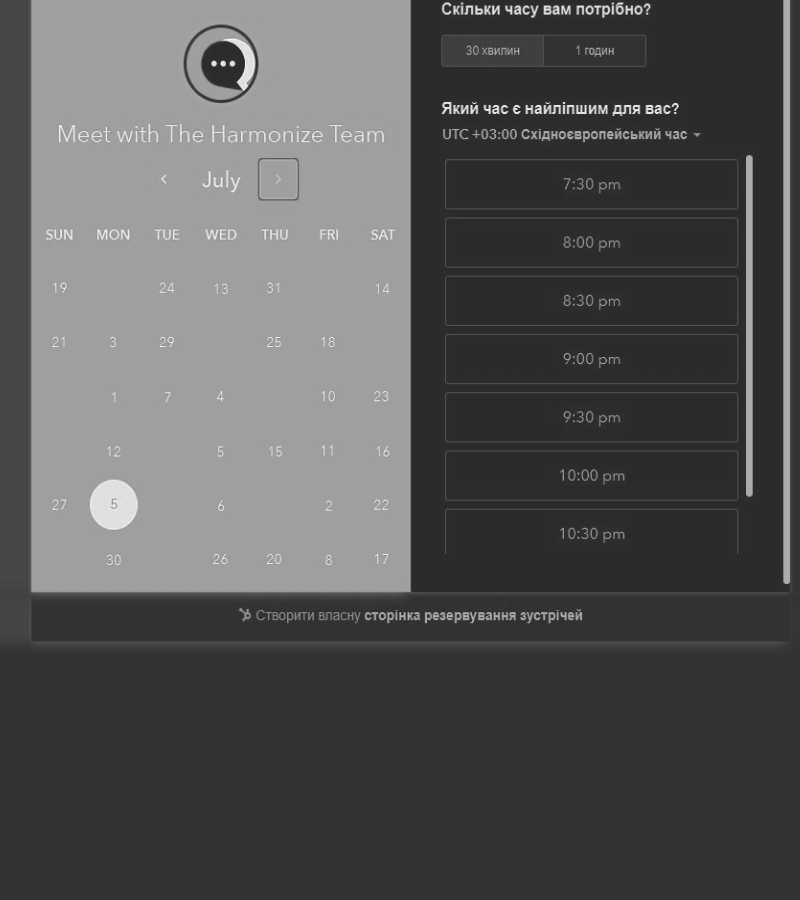 Meet with The Harmonize Team
July
SUN MON TUE WED THU FRI SAT
19 24 13 31 14
21 3 29 25 18
1 7 4 10 23
12 5 15 11 16
27 5 6 2 22
30 26 20 8 17
Скільки часу вам потрібно?
30 хвилин 1 годин
Який час є найліпшим для вас?
UTC +03:00 Східноєвропейський час
7:30 pm
8:00 pm
8:30 pm
9:00 pm
9:30 pm
10:00 pm
10:30 pm
Створити власну сторінка резервування зустрічей